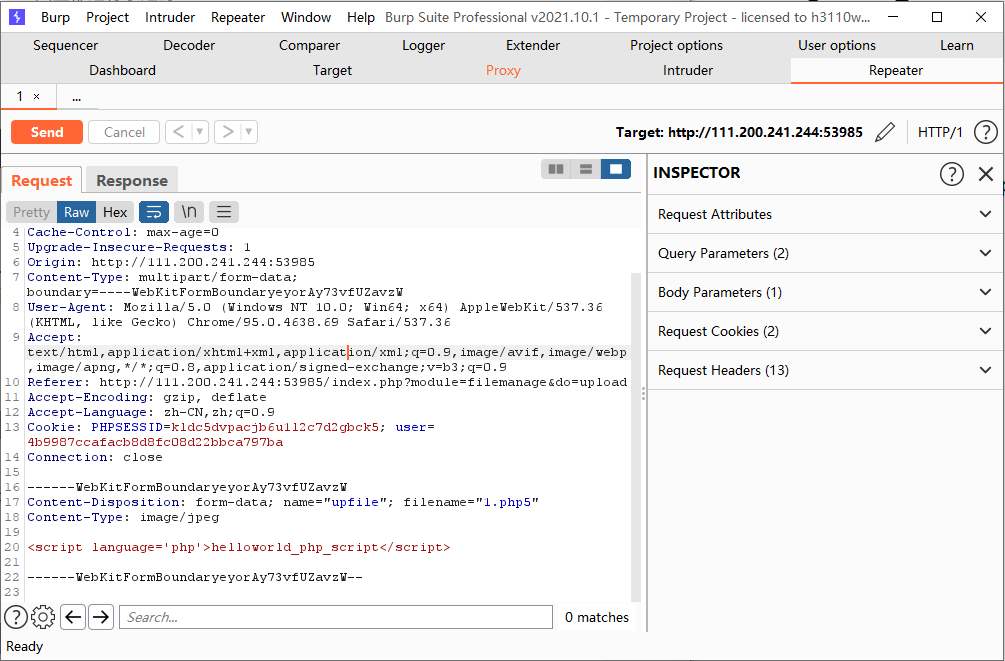 Burp Project Intruder Repeater Window Help Burp Suite Professional v2021.10.1 - Temporary Project - licensed to h3110w...
Sequencer Decoder Comparer Logger Extender Project options User options Learn
Dashboard Target Proxy Intruder Repeater
1 × ...
Send Cancel < > Target: http://111.200.241.244:53985 HTTP/1 ?
Request Response
INSPECTOR ?
Pretty Raw Hex \n
Request Attributes
Query Parameters (2)
Body Parameters (1)
Request Cookies (2)
Request Headers (13)
4 Cache-Control: max-age=0
5 Upgrade-Insecure-Requests: 1
6 Origin: http://111.200.241.244:53985
7 Content-Type: multipart/form-data;
boundary=----WebKitFormBoundaryeyorAy73vfUZavzW
8 User-Agent: Mozilla/5.0 (Windows NT 10.0; Win64; x64) AppleWebKit/537.36
(KHTML, like Gecko) Chrome/95.0.4638.69 Safari/537.36
9 Accept:
text/html,application/xhtml+xml,application/xml;q=0.9,image/avif,image/webp
,image/apng,*/*;q=0.8,application/signed-exchange;v=b3;q=0.9
10 Referer: http://111.200.241.244:53985/index.php?module=filemanage&do=upload
11 Accept-Encoding: gzip, deflate
12 Accept-Language: zh-CN,zh;q=0.9
13 Cookie: PHPSESSID=kldc5dvpacjb6u1l2c7d2gbck5; user=
4b9987ccafacb8d8fc08d22bbca797ba
14 Connection: close
15
16 ------WebKitFormBoundaryeyorAy73vfUZavzW
17 Content-Disposition: form-data; name="upfile"; filename="1.php5"
18 Content-Type: image/jpeg
19
20 <script language='php'>helloworld_php_script</script>
21
22 ------WebKitFormBoundaryeyorAy73vfUZavzW--
23
? Search... 0 matches
Ready